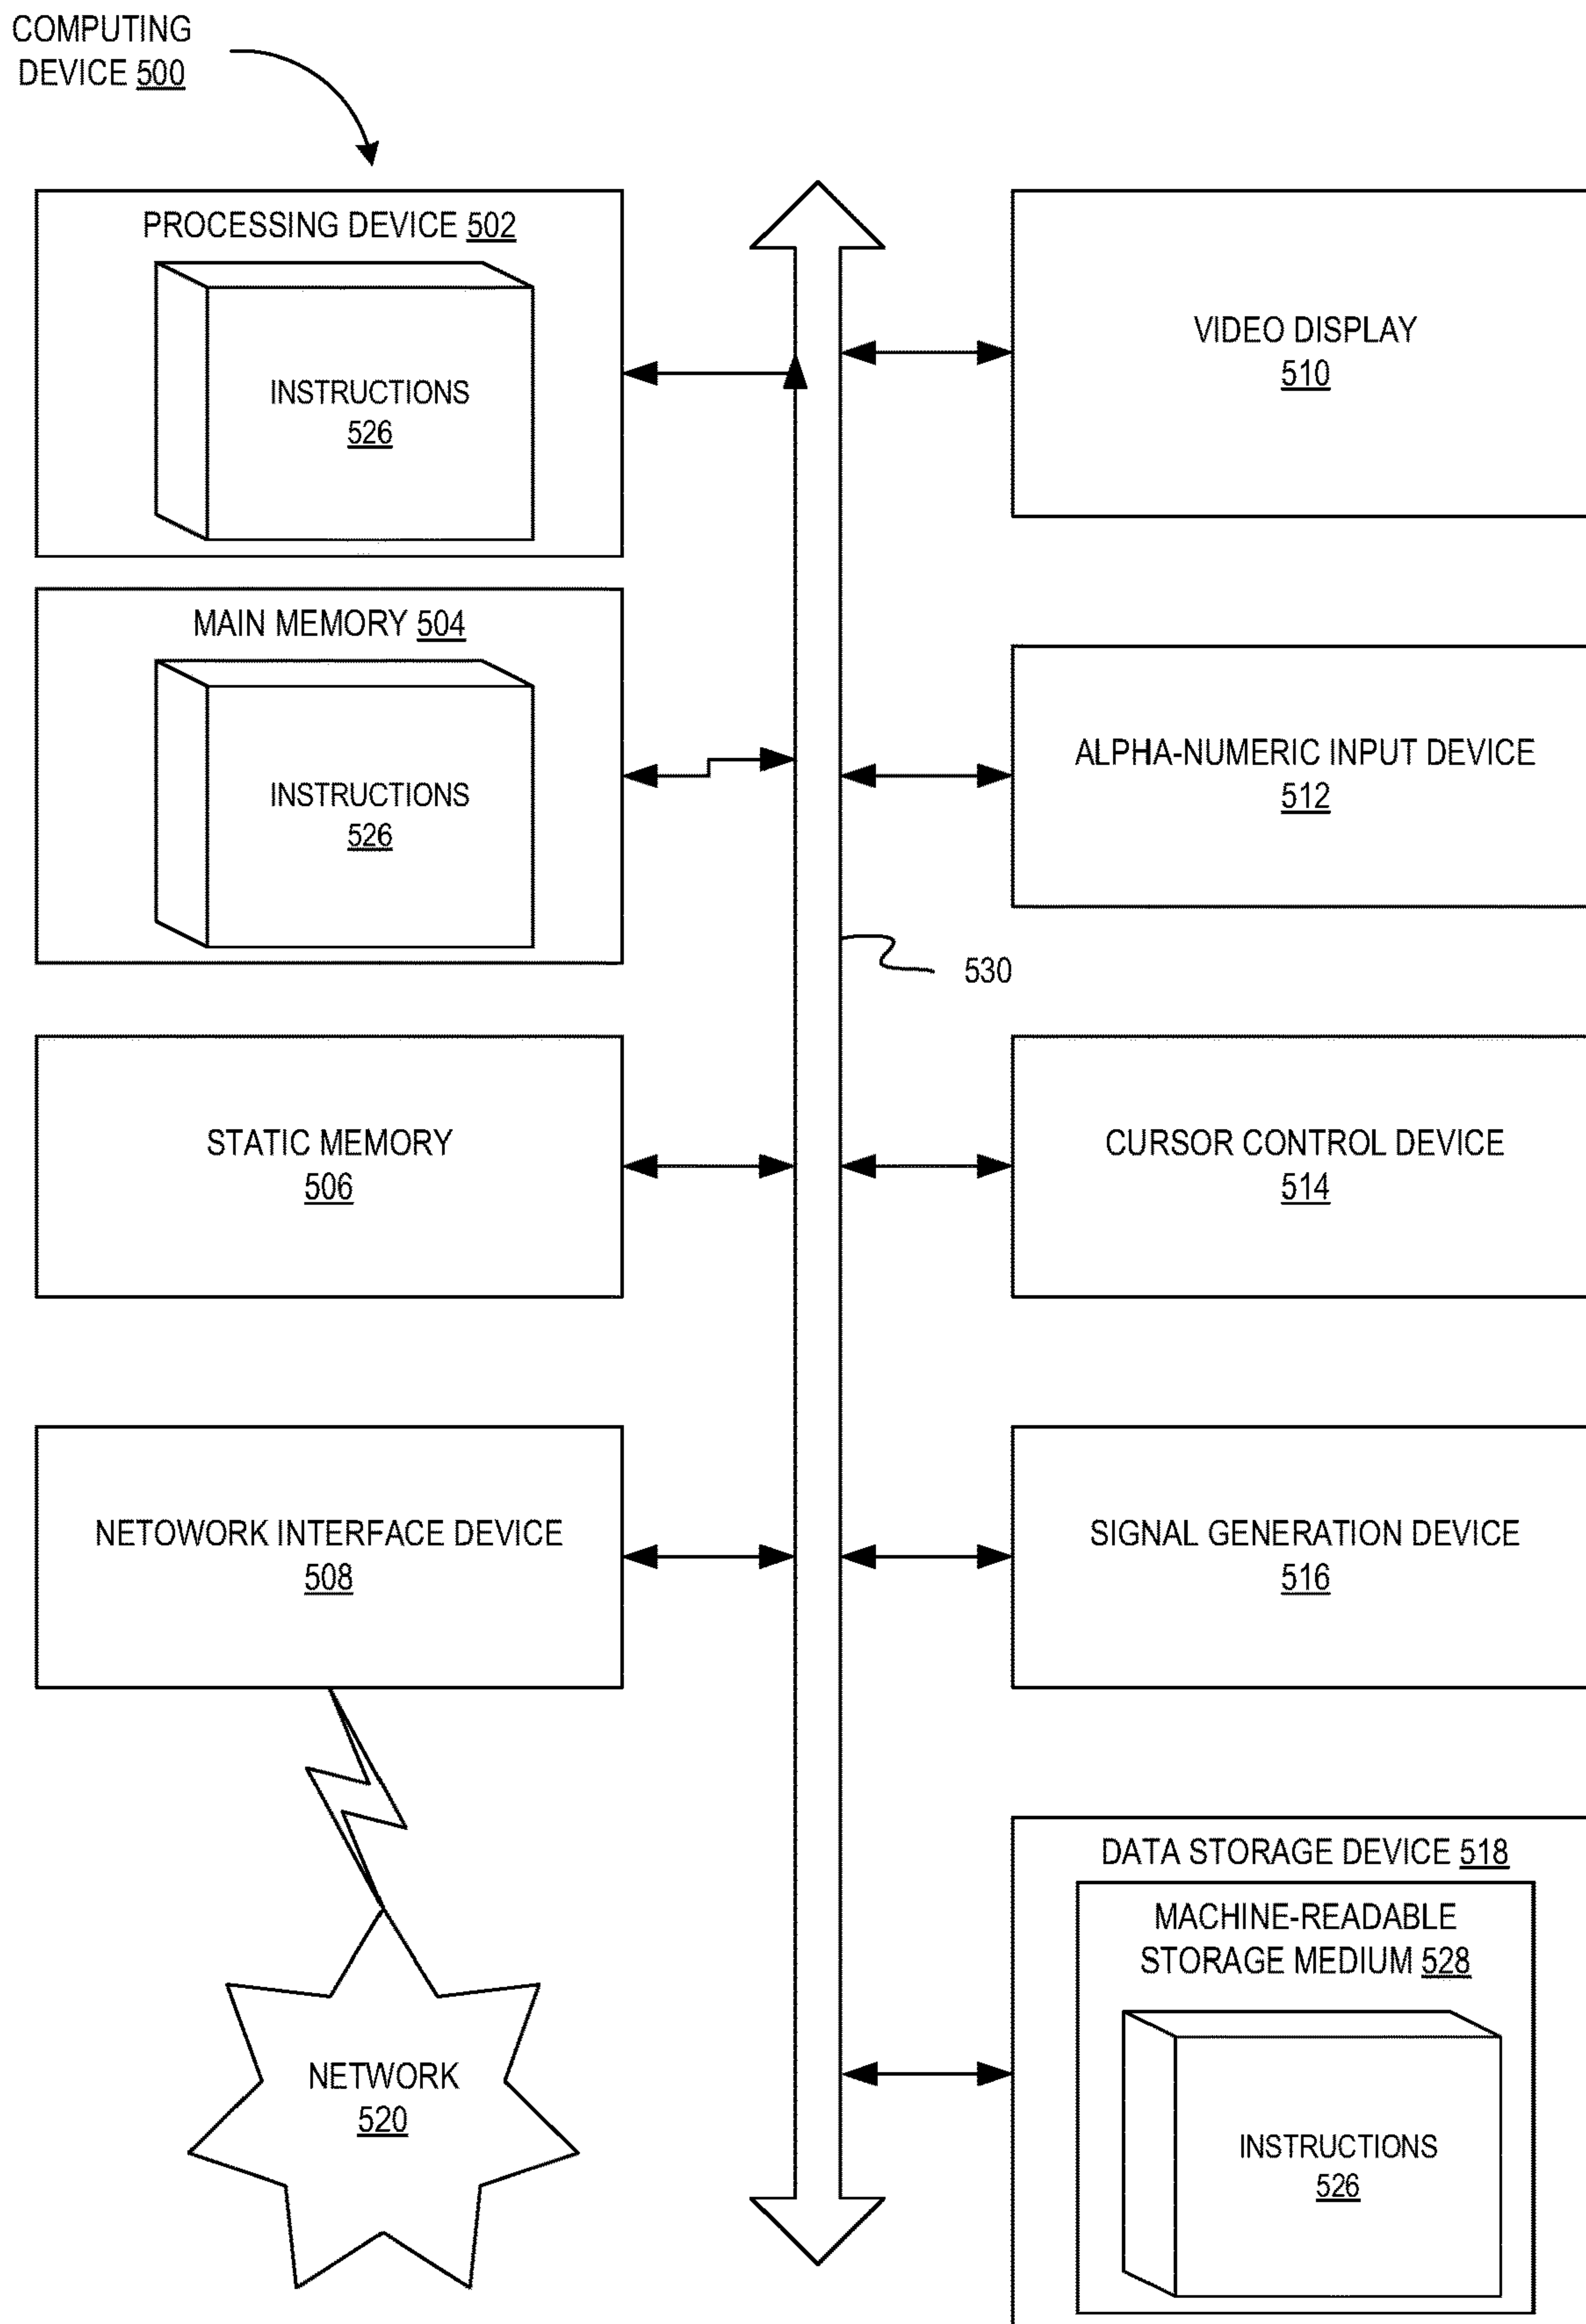 COMPUTING
DEVICE 500
PROCESSING DEVICE 502
INSTRUCTIONS
526
MAIN MEMORY 504
INSTRUCTIONS
526
STATIC MEMORY
506
NETOWORK INTERFACE DEVICE
508
NETWORK
520
VIDEO DISPLAY
510
ALPHA-NUMERIC INPUT DEVICE
512
530
CURSOR CONTROL DEVICE
514
SIGNAL GENERATION DEVICE
516
DATA STORAGE DEVICE 518
MACHINE-READABLE
STORAGE MEDIUM 528
INSTRUCTIONS
526